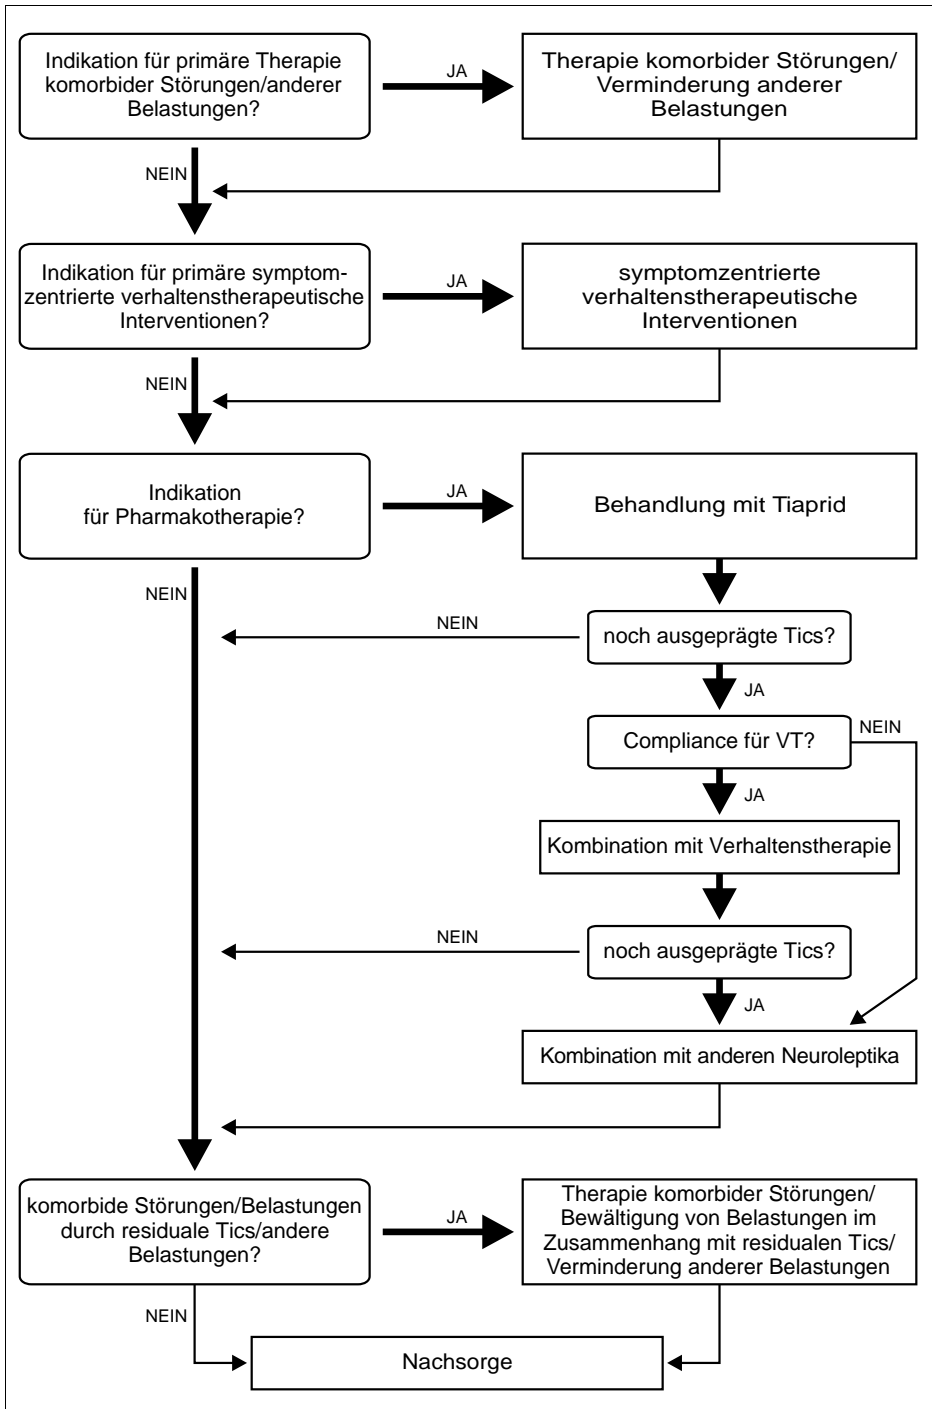 Indikation für primäre Therapie
komorbider Störungen/anderer
Belastungen?
JA
Therapie komorbider Störungen/
Verminderung anderer
Belastungen
NEIN
Indikation für primäre symptom-
zentrierte verhaltenstherapeutische
Interventionen?
JA
symptomzentrierte
verhaltenstherapeutische
Interventionen
NEIN
Indikation
für Pharmakotherapie?
JA
Behandlung mit Tiaprid
NEIN
NEIN
noch ausgeprägte Tics?
JA
Compliance für VT?
NEIN
JA
Kombination mit Verhaltenstherapie
NEIN
noch ausgeprägte Tics?
JA
Kombination mit anderen Neuroleptika
komorbide Störungen/Belastungen
durch residuale Tics/andere
Belastungen?
JA
Therapie komorbider Störungen/
Bewältigung von Belastungen im
Zusammenhang mit residualen Tics/
Verminderung anderer Belastungen
NEIN
Nachsorge